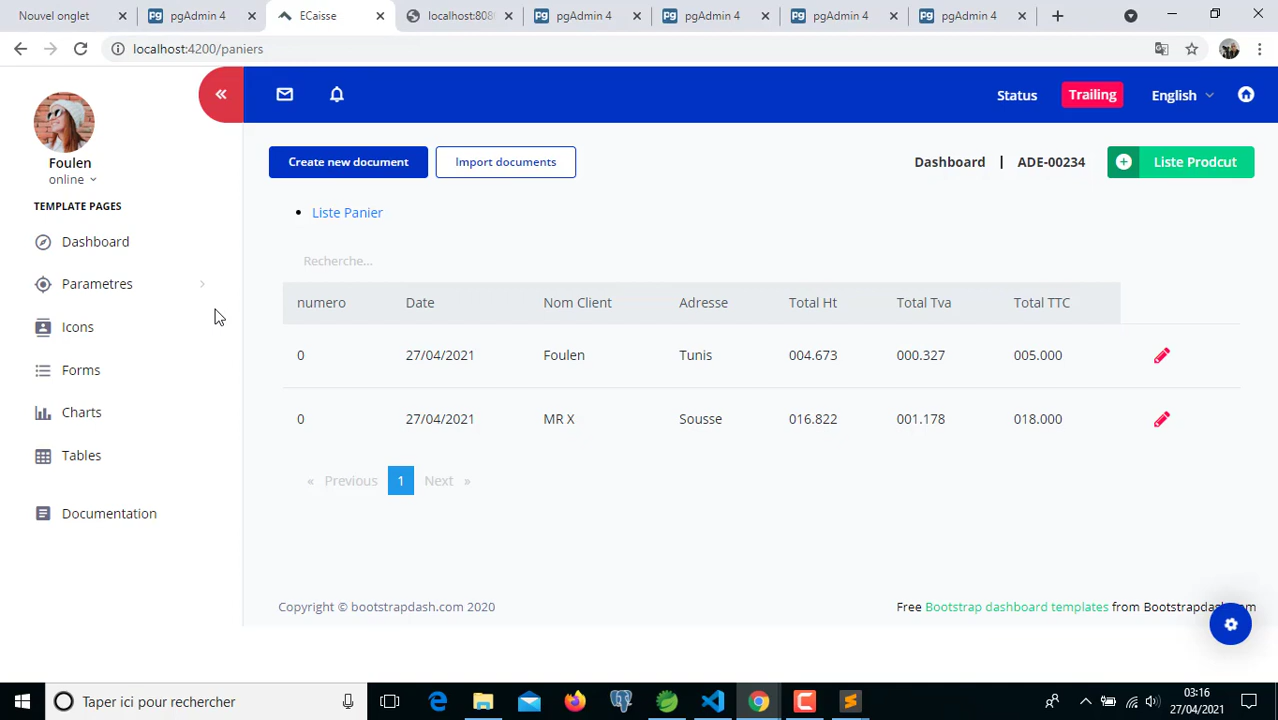 Nouvel onglet
pgAdmin 4
ECaisse
localhost:808
pgAdmin 4
pgAdmin 4
pgAdmin 4
pgAdmin 4
localhost:4200/paniers
Foulen
online
TEMPLATE PAGES
Dashboard
Parametres
Icons
Forms
Charts
Tables
Documentation
Status
Trailing
English
Create new document
Import documents
Dashboard | ADE-00234
Liste Prodcut
Liste Panier
Recherche...
numero Date Nom Client Adresse Total Ht Total Tva Total TTC
0 27/04/2021 Foulen Tunis 004.673 000.327 005.000
0 27/04/2021 MR X Sousse 016.822 001.178 018.000
« Previous 1 Next »
Copyright © bootstrapdash.com 2020
Free Bootstrap dashboard templates from Bootstrapdash.com
Taper ici pour rechercher
03:16
27/04/2021